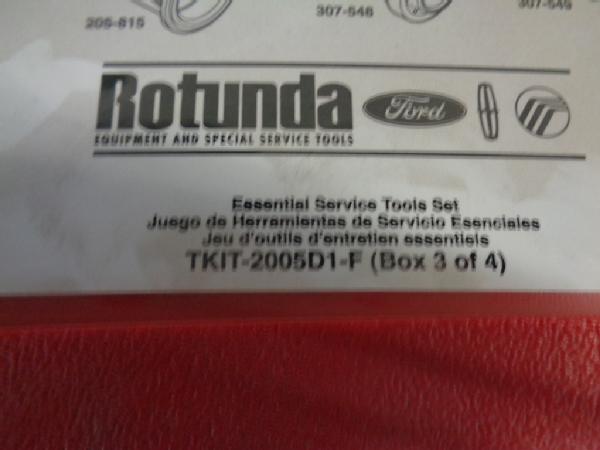 205-815
307-546
307-545
Rotunda
Ford
EQUIPMENT AND SPECIAL SERVICE TOOLS
Essential Service Tools Set
Juego de Herramientas de Servicio Esenciales
Jeu d'outils d'entretien essentiels
TKIT-2005D1-F (Box 3 of 4)